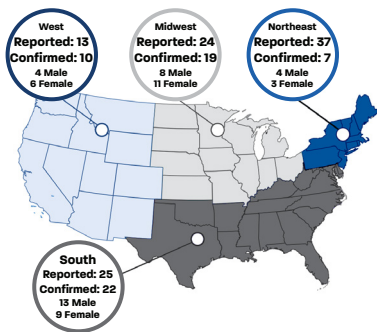 West
Reported: 13
Confirmed: 10
4 Male
6 Female
Midwest
Reported: 24
Confirmed: 19
8 Male
11 Female
Northeast
Reported: 37
Confirmed: 7
4 Male
3 Female
South
Reported: 25
Confirmed: 22
13 Male
9 Female